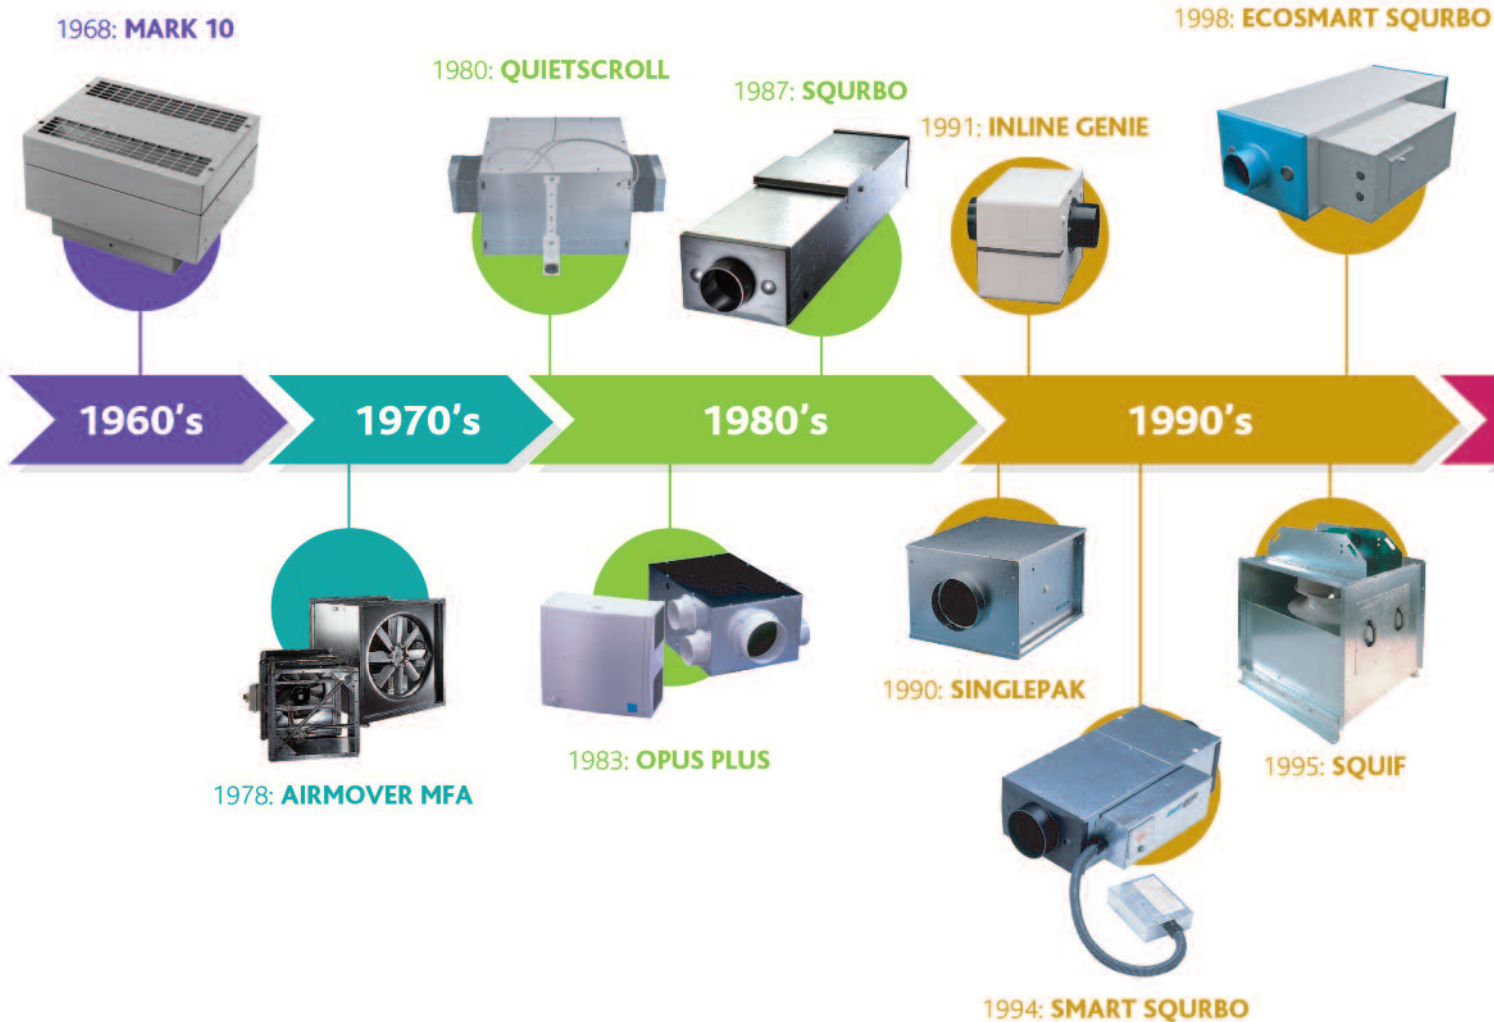 1998: ECOSMART SQURBO
1968: MARK 10
1980: QUIETSCROLL
1987: SQURBO
1991: INLINE GENIE
1960's
1970's
1980's
1990's
1990: SINGLEPAK
1983: OPUS PLUS
1995: SQUIF
1978: AIRMOVER MFA
1994: SMART SQURBO